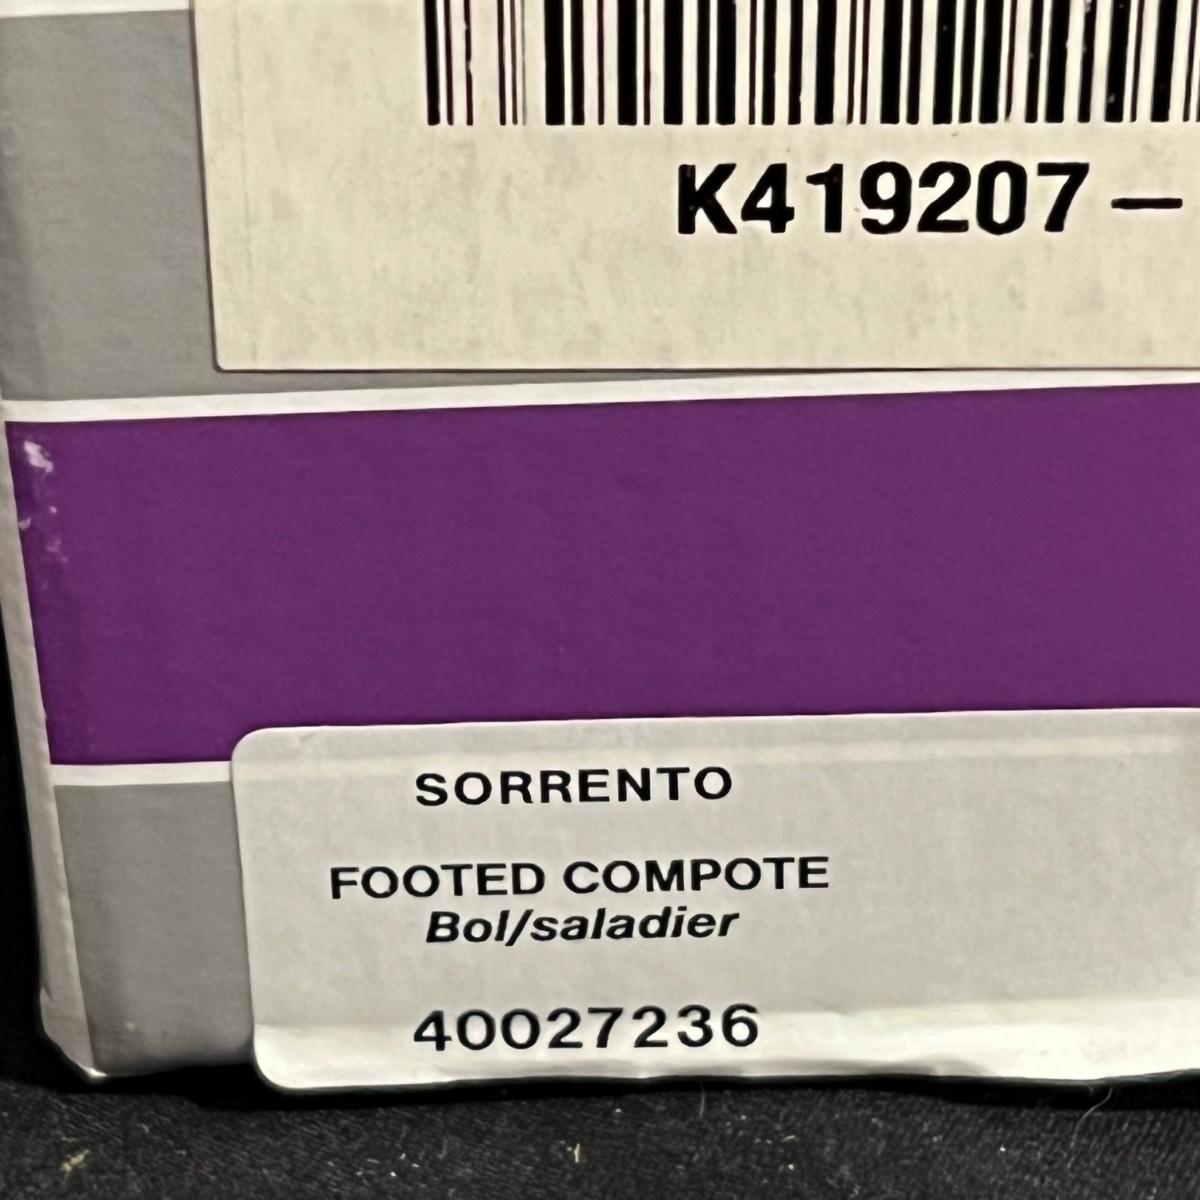 K419207 –
SORRENTO
FOOTED COMPOTE
Bol/saladier
40027236